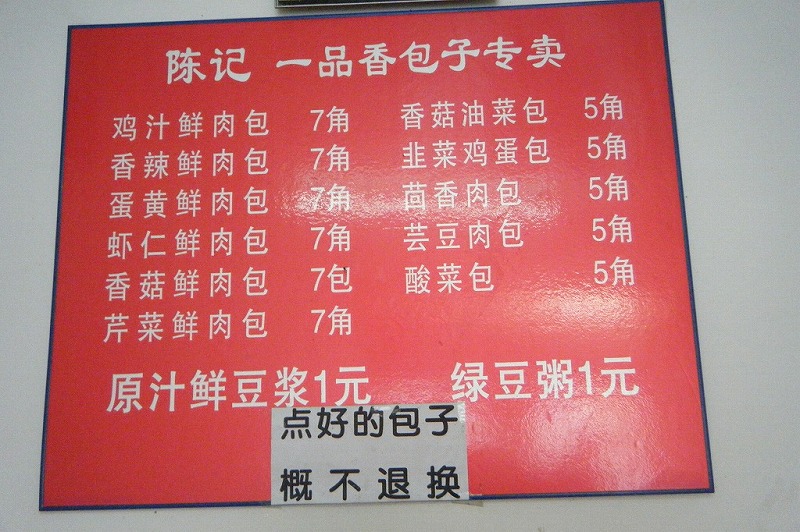 陈记 一品香包子专卖
鸡汁鲜肉包 7角
香辣鲜肉包 7角
蛋黄鲜肉包 7角
虾仁鲜肉包 7角
香菇鲜肉包 7包
芹菜鲜肉包 7角
香菇油菜包 5角
韭菜鸡蛋包 5角
茴香肉包 5角
芸豆肉包 5角
酸菜包 5角
原汁鲜豆浆1元 绿豆粥1元
点好的包子
概不退换